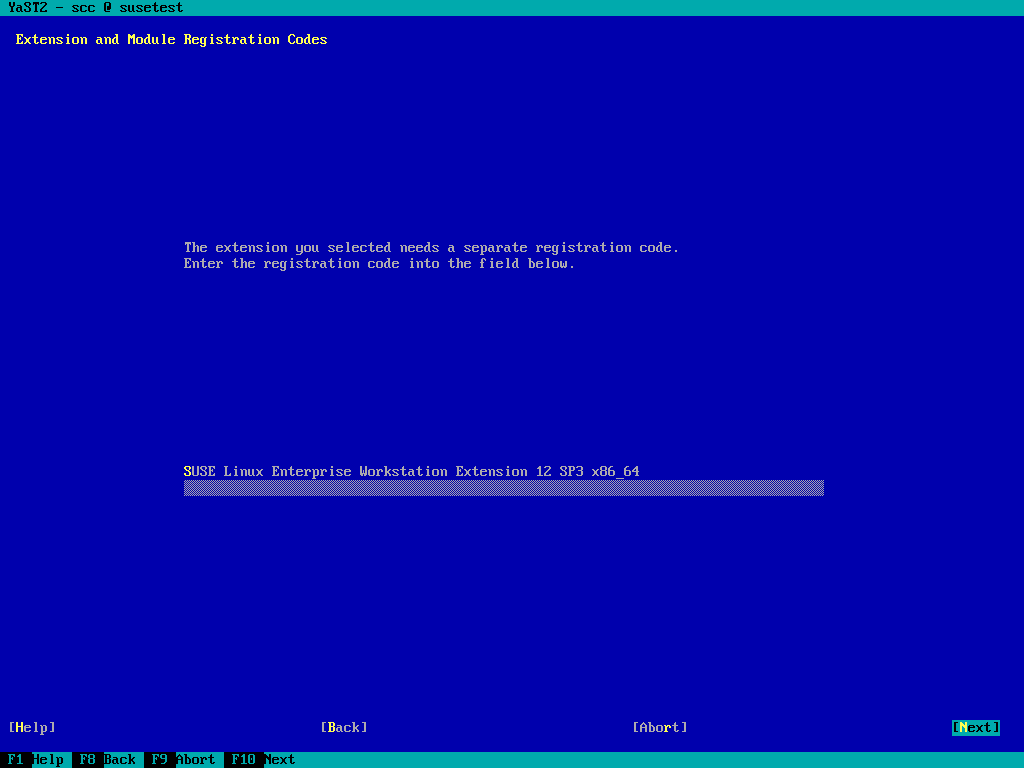 YaST2 - scc @ susetest
Extension and Module Registration Codes
The extension you selected needs a separate registration code.
Enter the registration code into the field below.
SUSE Linux Enterprise Workstation Extension 12 SP3 x86_64
[Help] [Back] [Abort] [Next]
F1 Help F8 Back F9 Abort F10 Next